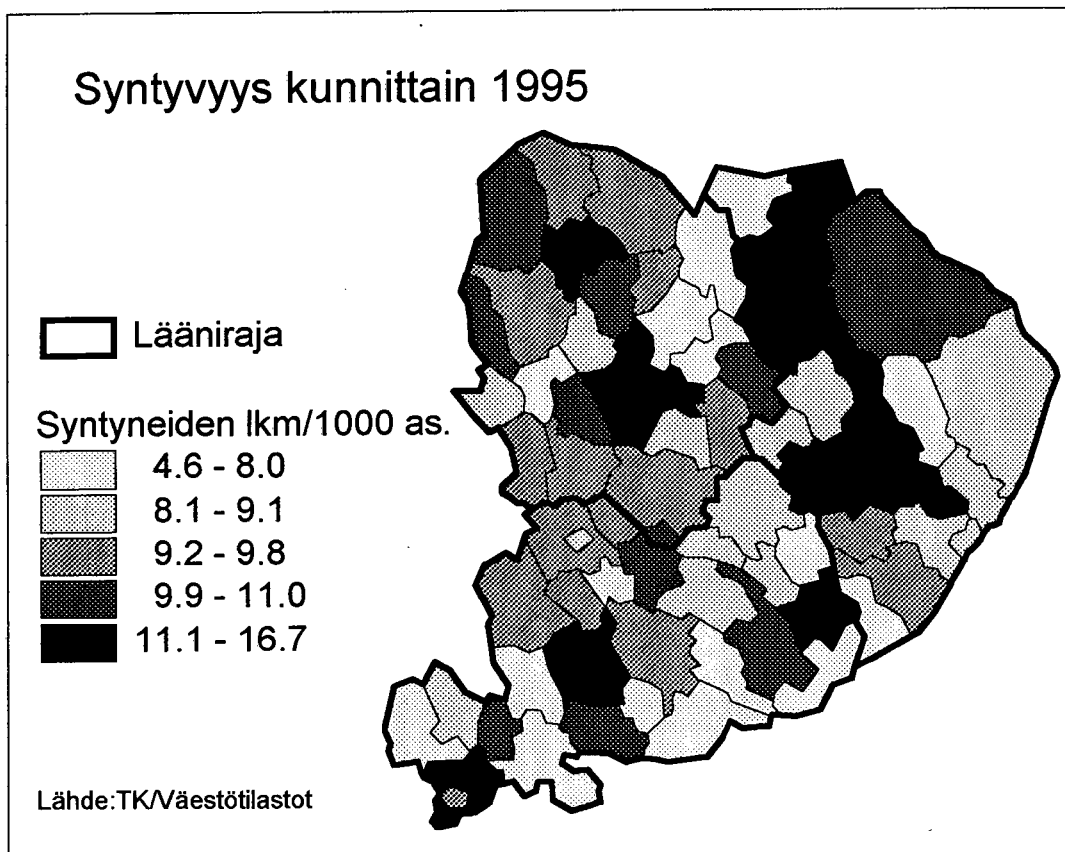 Syntyvyys kunnittain 1995
Lääniraja
Syntyneiden lkm/1000 as.
4.6 - 8.0
8.1 - 9.1
9.2 - 9.8
9.9 - 11.0
11.1 - 16.7
Lähde:TK/Väestötilastot